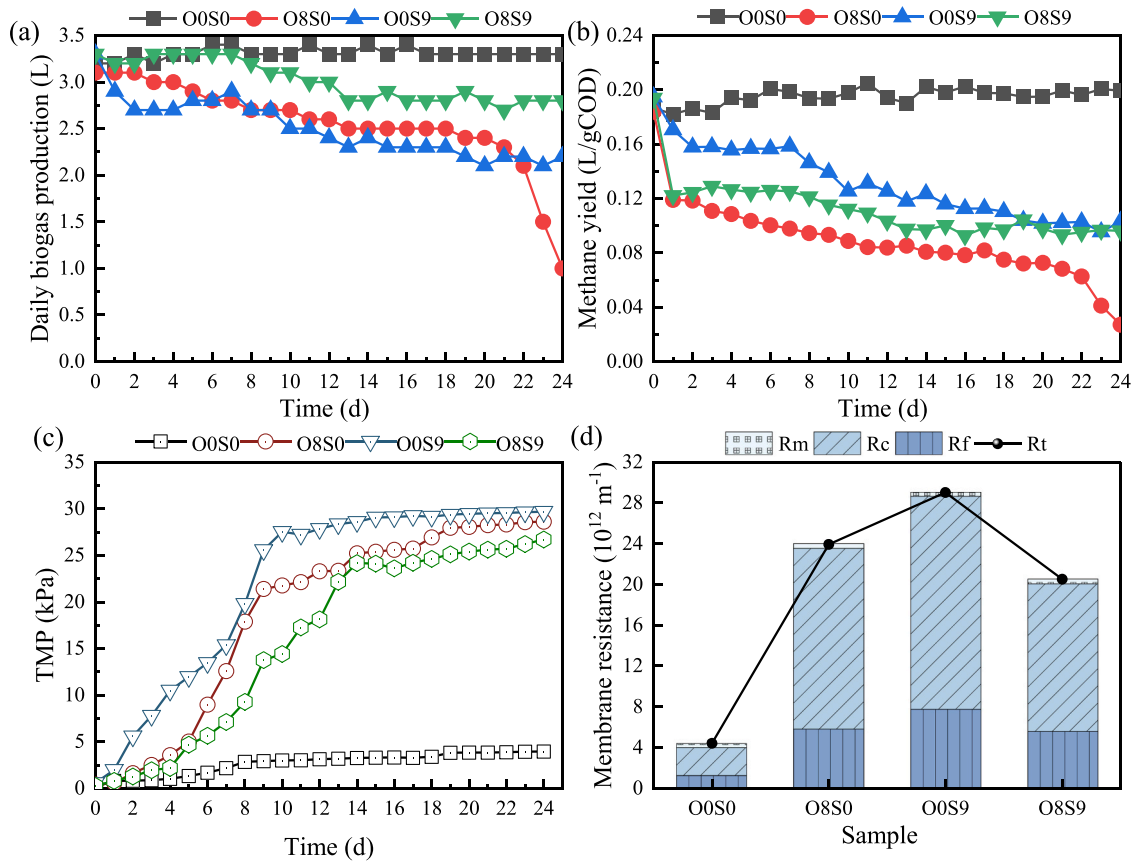 (a)
O0S0 O8S0 O0S9 O8S9
Daily biogas production (L)
3.5
3.0
2.5
2.0
1.5
1.0
0.5
0.0
0 2 4 6 8 10 12 14 16 18 20 22 24
Time (d)
(b)
O0S0 O8S0 O0S9 O8S9
Methane yield (L/gCOD)
0.24
0.20
0.16
0.12
0.08
0.04
0.00
0 2 4 6 8 10 12 14 16 18 20 22 24
Time (d)
(c)
O0S0 O8S0 O0S9 O8S9
TMP (kPa)
35
30
25
20
15
10
5
0
0 2 4 6 8 10 12 14 16 18 20 22 24
Time (d)
(d)
Rm Rc Rf Rt
Membrane resistance (10¹² m⁻¹)
32
28
24
20
16
12
8
4
0
O0S0 O8S0 O0S9 O8S9
Sample